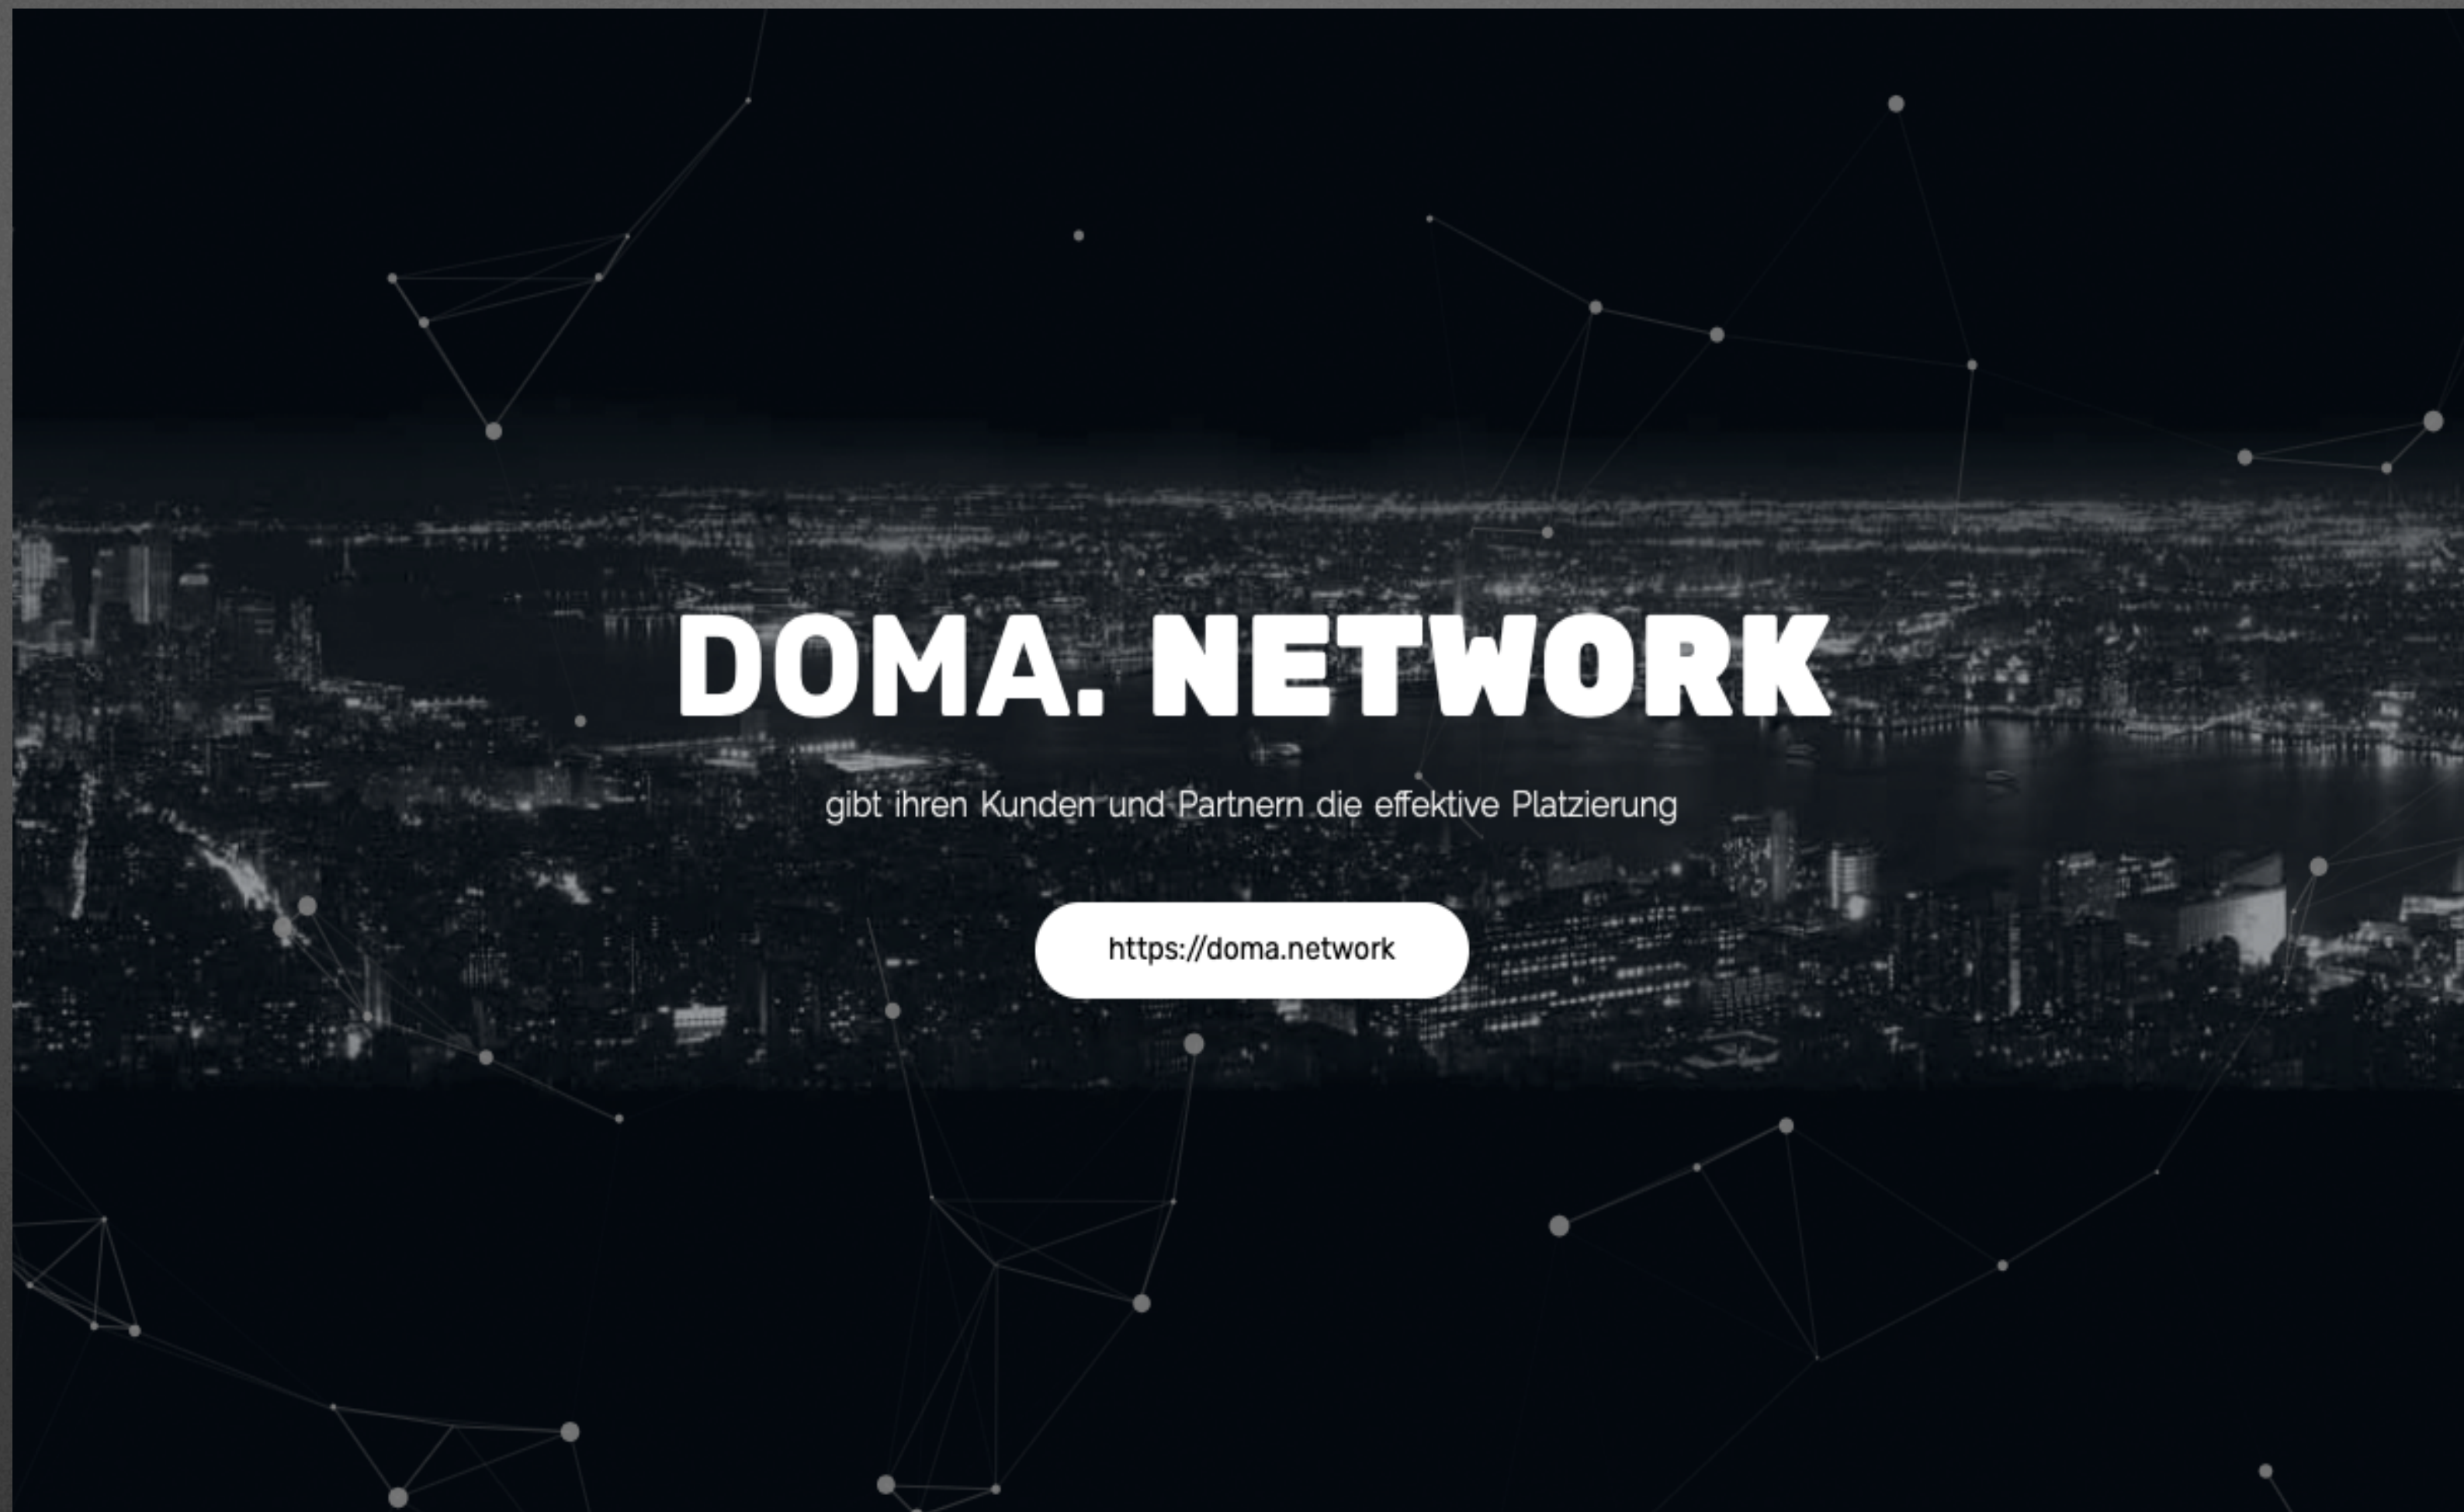 DOMA. NETWORK
gibt ihren Kunden und Partnern die effektive Platzierung
https://doma.network